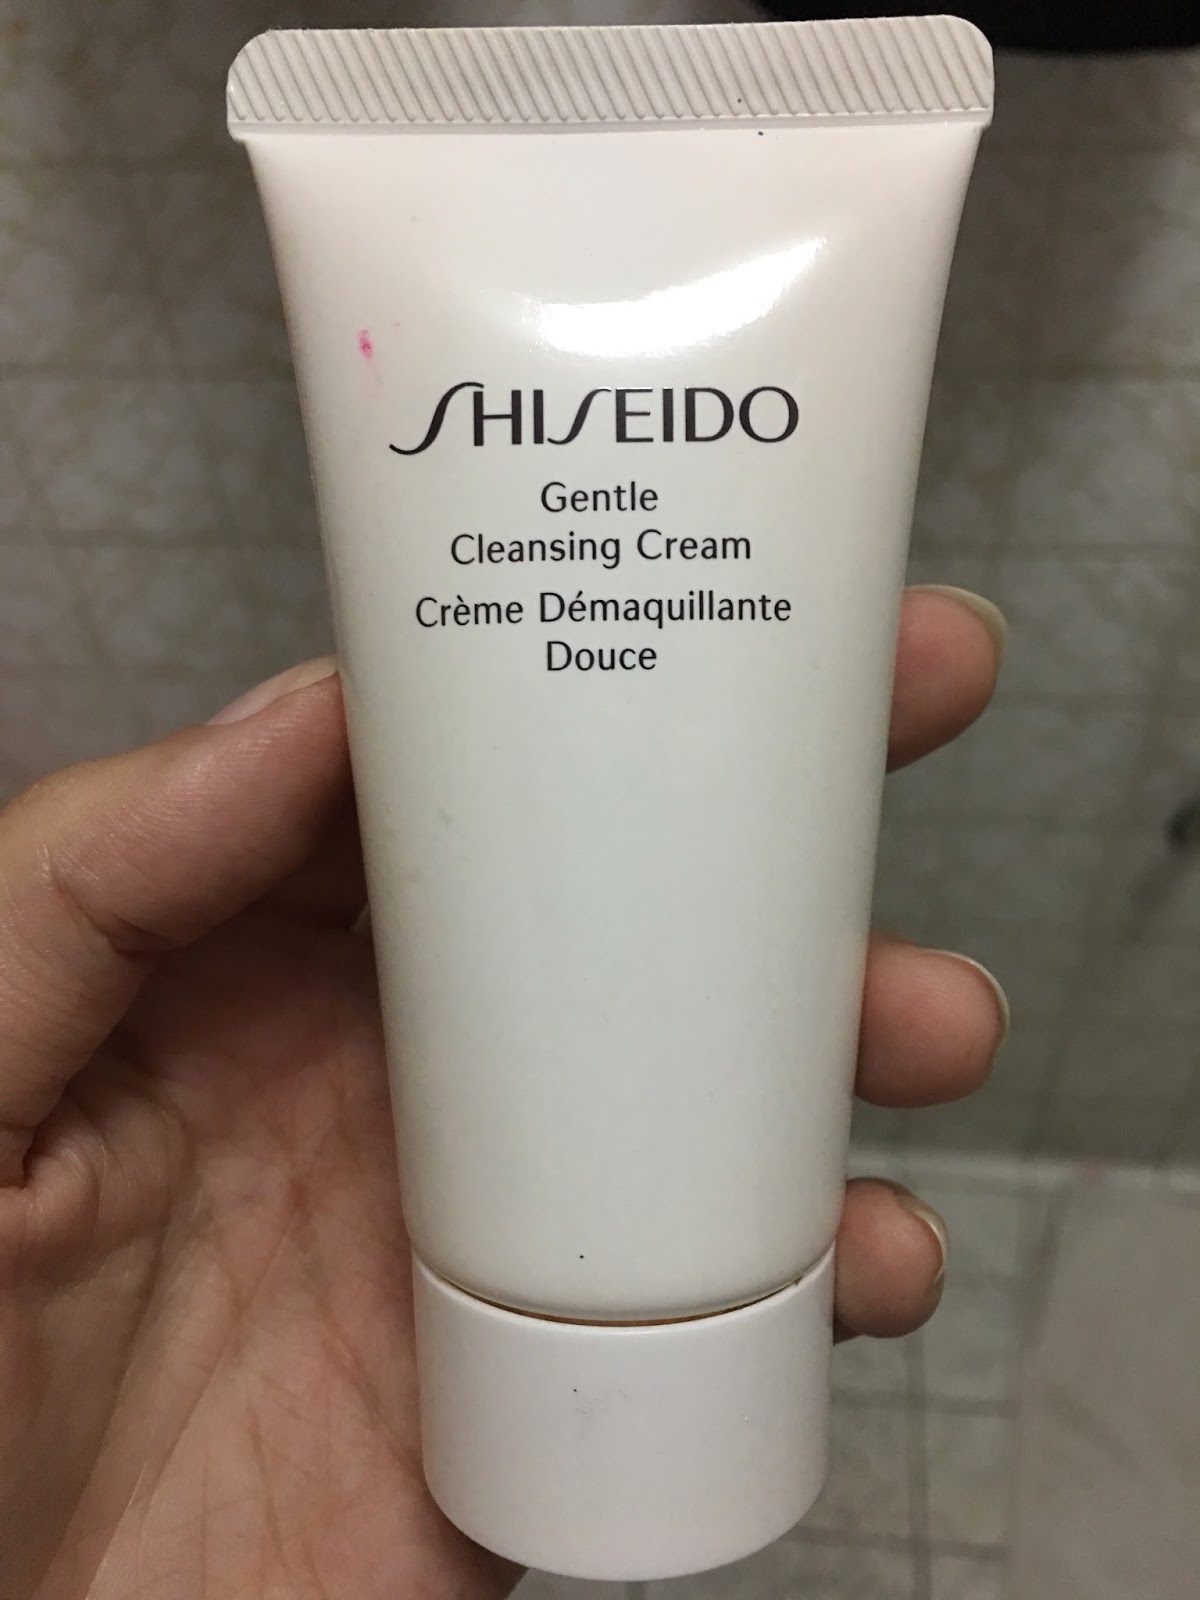 SHISEIDO
Gentle
Cleansing Cream
Crème Démaquillante
Douce